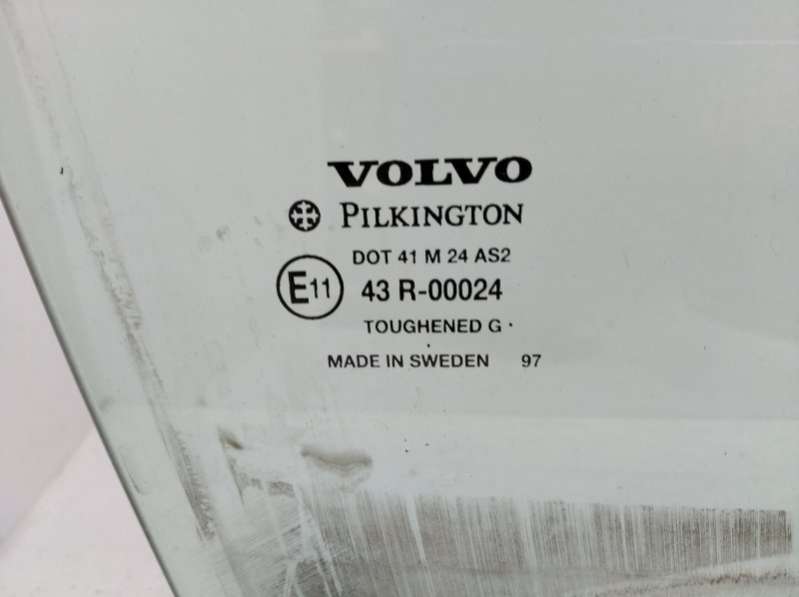 VOLVO
PILKINGTON
DOT 41 M 24 AS2
E11 43 R-00024
TOUGHENED G ·
MADE IN SWEDEN 97